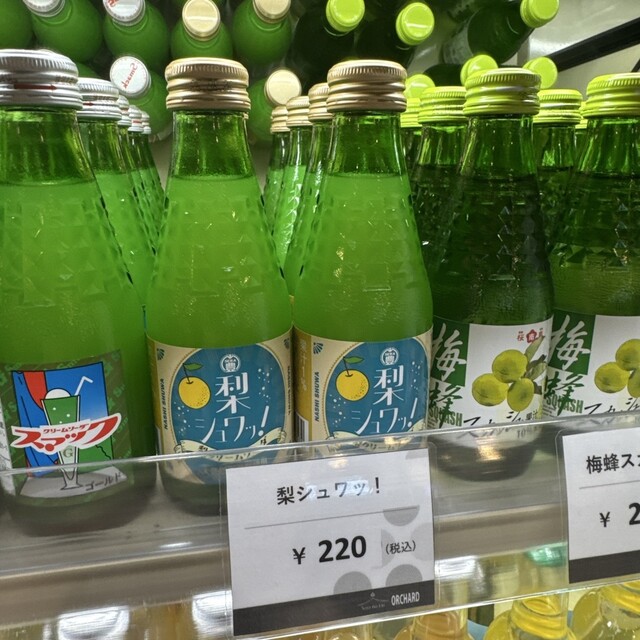 クリームソーダ
スマック
G
ゴールド
NASHI SHUWA
梨
シュワッ!
NASHI SHUWA
梨
シュワッ!
梅蜂
梅蜂
梨シュワッ!
¥ 220 (税込)
ORCHARD
梅蜂ス
¥ 2